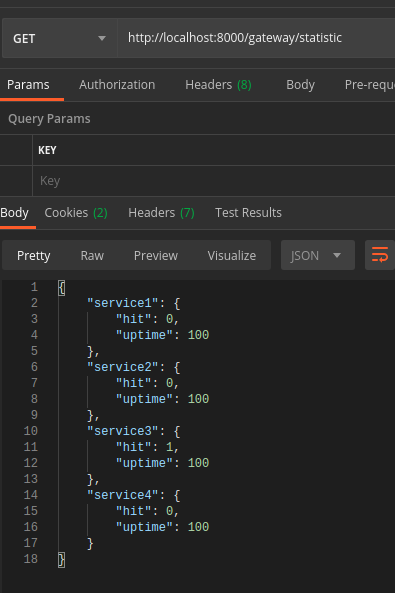 GET http://localhost:8000/gateway/statistic
Params Authorization Headers (8) Body Pre-requ
Query Params
KEY
Key
Body Cookies (2) Headers (7) Test Results
Pretty Raw Preview Visualize JSON
1 {
2 "service1": {
3 "hit": 0,
4 "uptime": 100
5 },
6 "service2": {
7 "hit": 0,
8 "uptime": 100
9 },
10 "service3": {
11 "hit": 1,
12 "uptime": 100
13 },
14 "service4": {
15 "hit": 0,
16 "uptime": 100
17 }
18 }